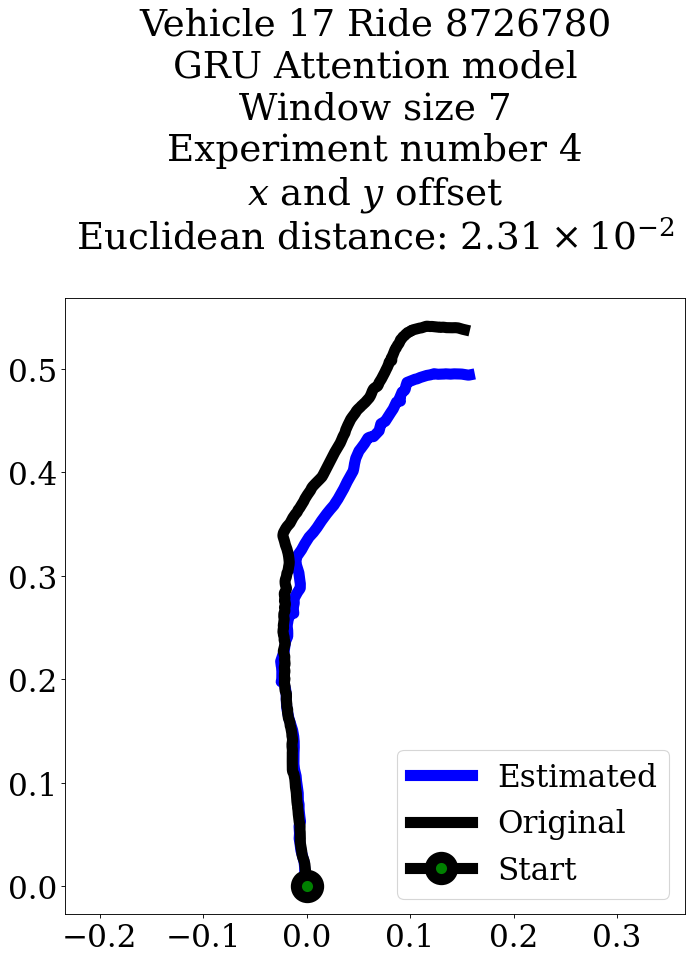 Vehicle 17 Ride 8726780
GRU Attention model
Window size 7
Experiment number 4
x and y offset
Euclidean distance: 2.31 × 10⁻²
0.5
0.4
0.3
0.2
0.1
0.0
Estimated
Original
Start
−0.2 −0.1 0.0 0.1 0.2 0.3